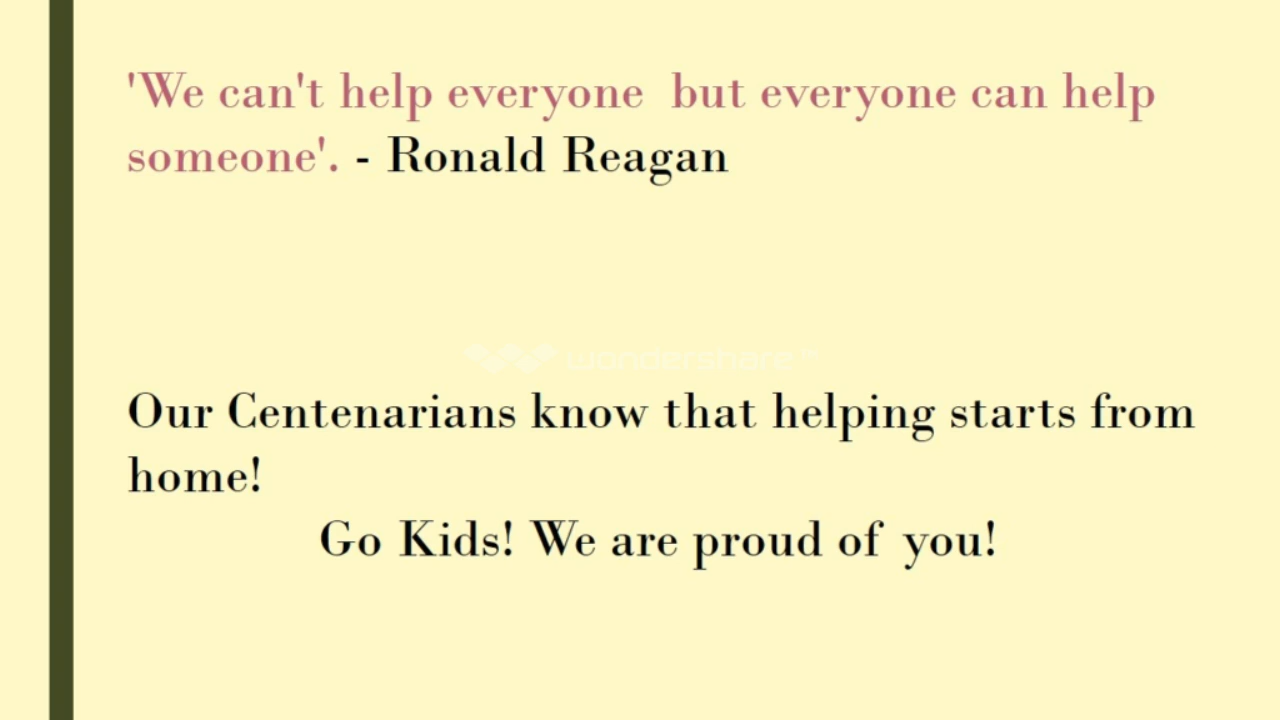 'We can't help everyone  but everyone can help
someone'. - Ronald Reagan
wondershare™
Our Centenarians know that helping starts from
home!
Go Kids! We are proud of you!